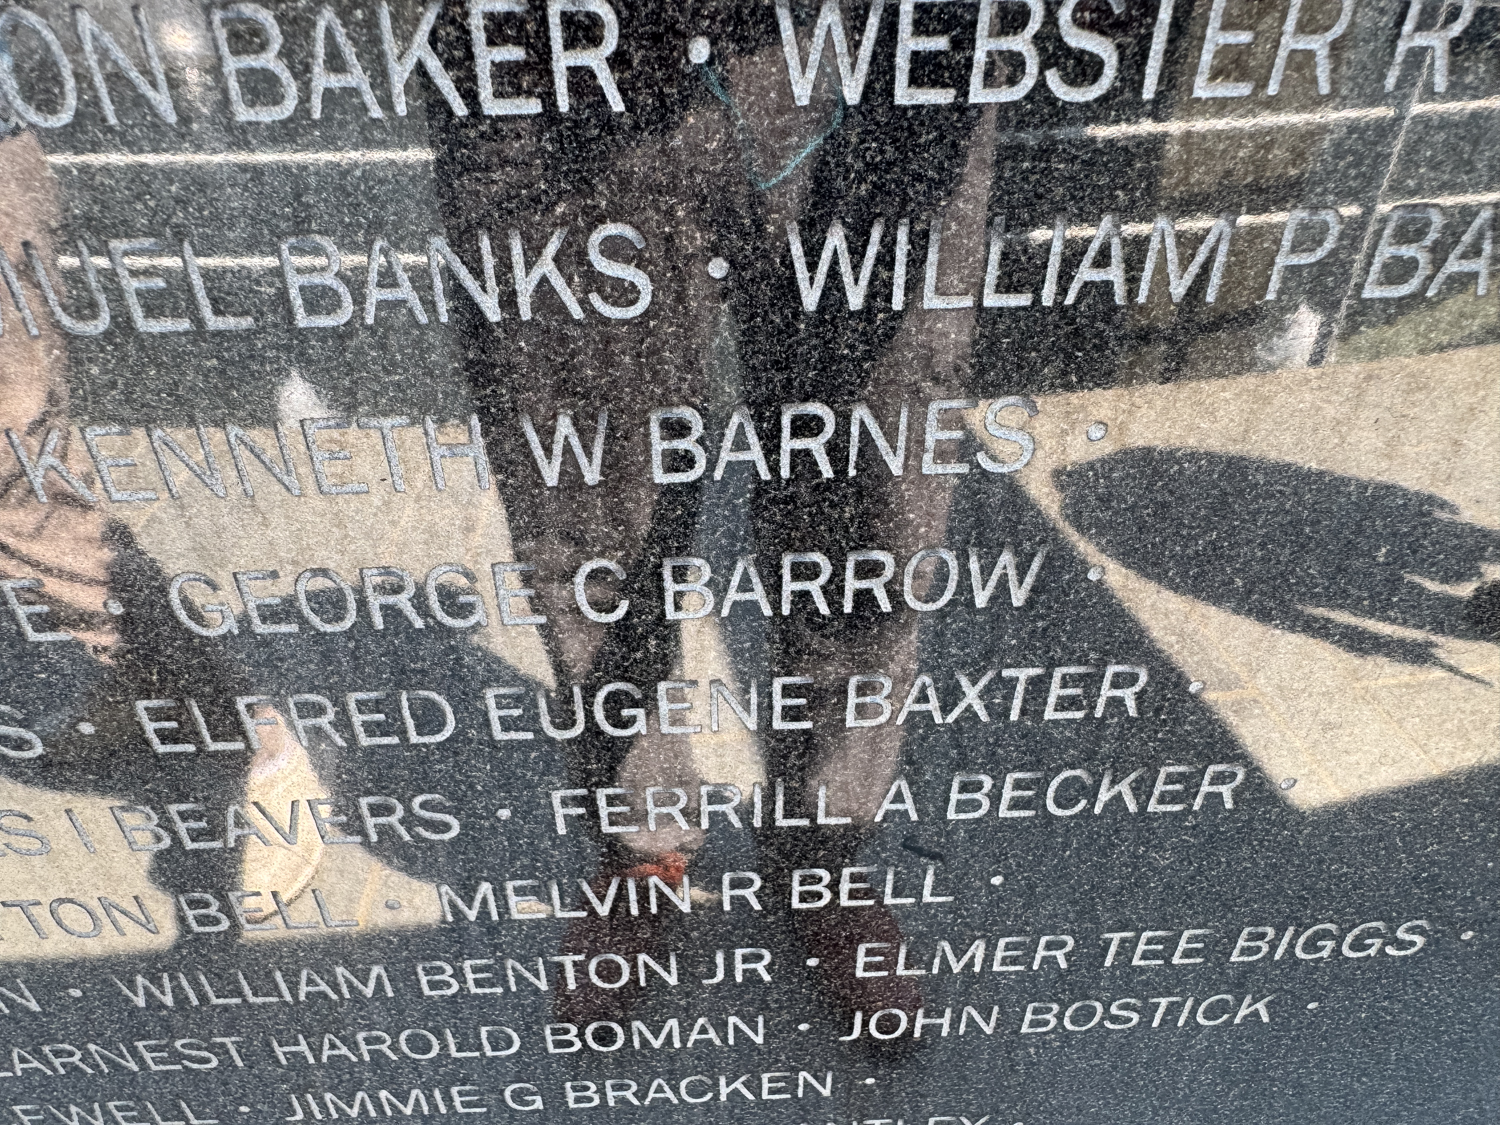 BAKER · WEBSTER R
BANKS · WILLIAM P
KENNETH W BARNES ·
· GEORGE C BARROW ·
· ELFRED EUGENE BAXTER ·
I BEAVERS · FERRILL A BECKER ·
BELL · MELVIN R BELL ·
· WILLIAM BENTON JR · ELMER TEE BIGGS ·
EARNEST HAROLD BOMAN · JOHN BOSTICK ·
· JIMMIE G BRACKEN ·